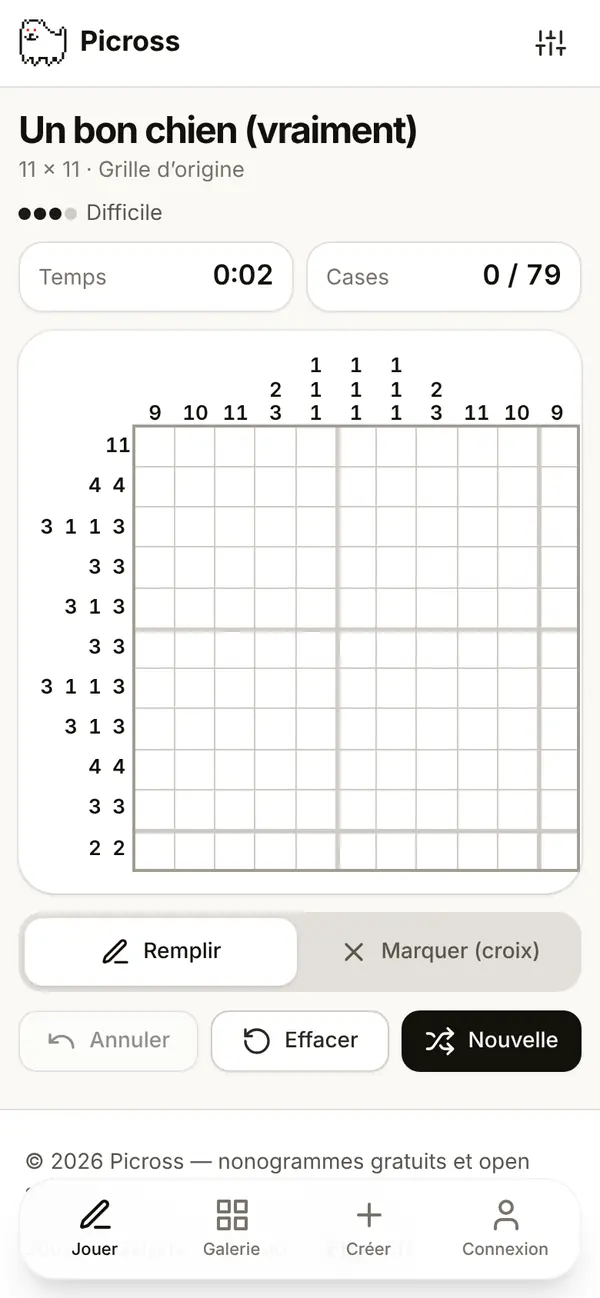 Picross
Un bon chien (vraiment)
11 × 11 · Grille d’origine
Difficile
Temps 0:02 Cases 0 / 79
1 1 1
2 1 1 1 2
9 10 11 3 1 1 1 3 11 10 9
11
4 4
3 1 1 3
3 3
3 1 3
3 3
3 1 1 3
3 1 3
4 4
3 3
2 2
Remplir Marquer (croix)
Annuler Effacer Nouvelle
© 2026 Picross — nonogrammes gratuits et open
Jouer Galerie Créer Connexion